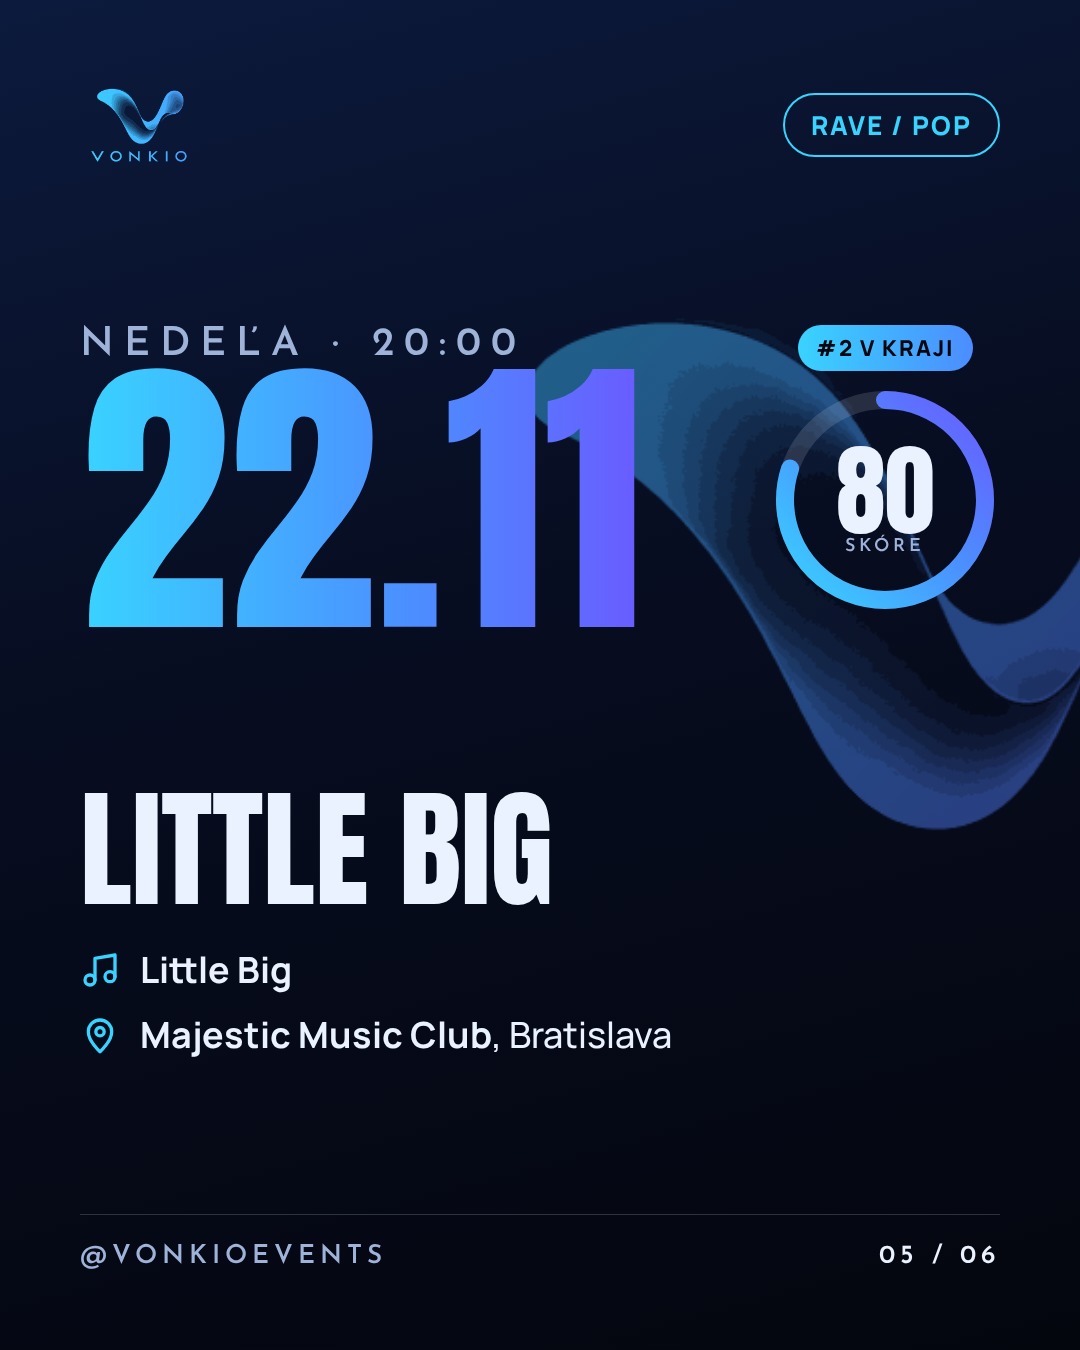 VONKIO
RAVE / POP
NEDEĽA · 20:00
#2 V KRAJI
22.11
80
SKÓRE
LITTLE BIG
Little Big
Majestic Music Club, Bratislava
@VONKIOEVENTS
05 / 06